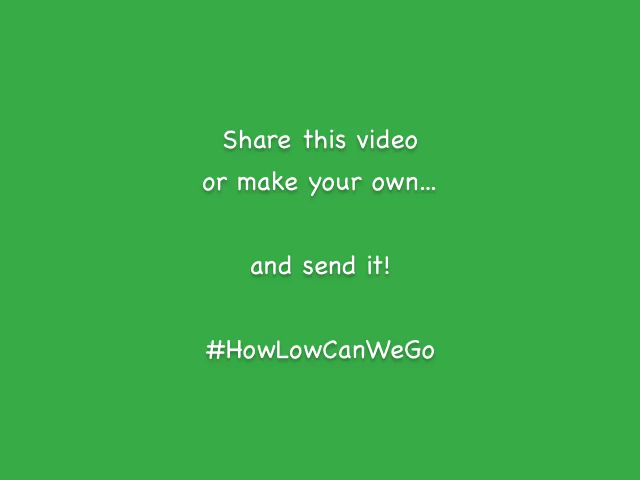 Share this video
or make your own...
and send it!
#HowLowCanWeGo